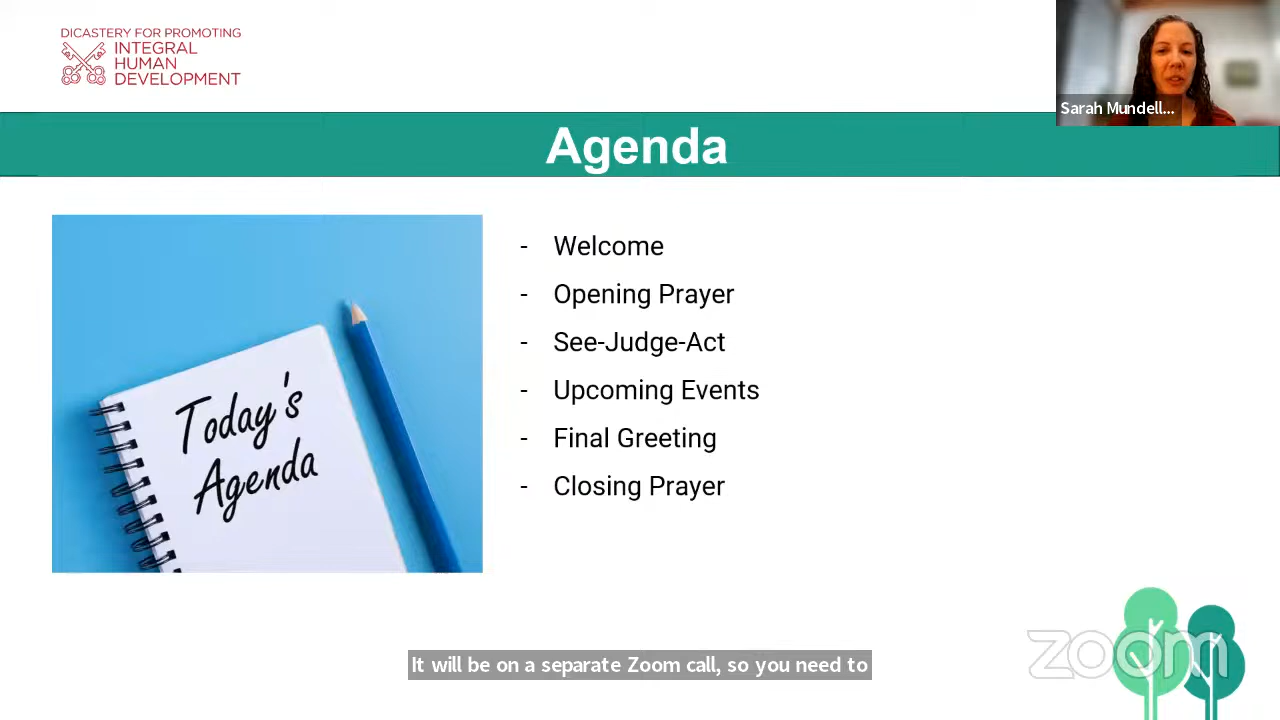 DICASTERY FOR PROMOTING
INTEGRAL
HUMAN
DEVELOPMENT
Sarah Mundell...
Agenda
Today's
Agenda
- Welcome
- Opening Prayer
- See-Judge-Act
- Upcoming Events
- Final Greeting
- Closing Prayer
zoom
It will be on a separate Zoom call, so you need to